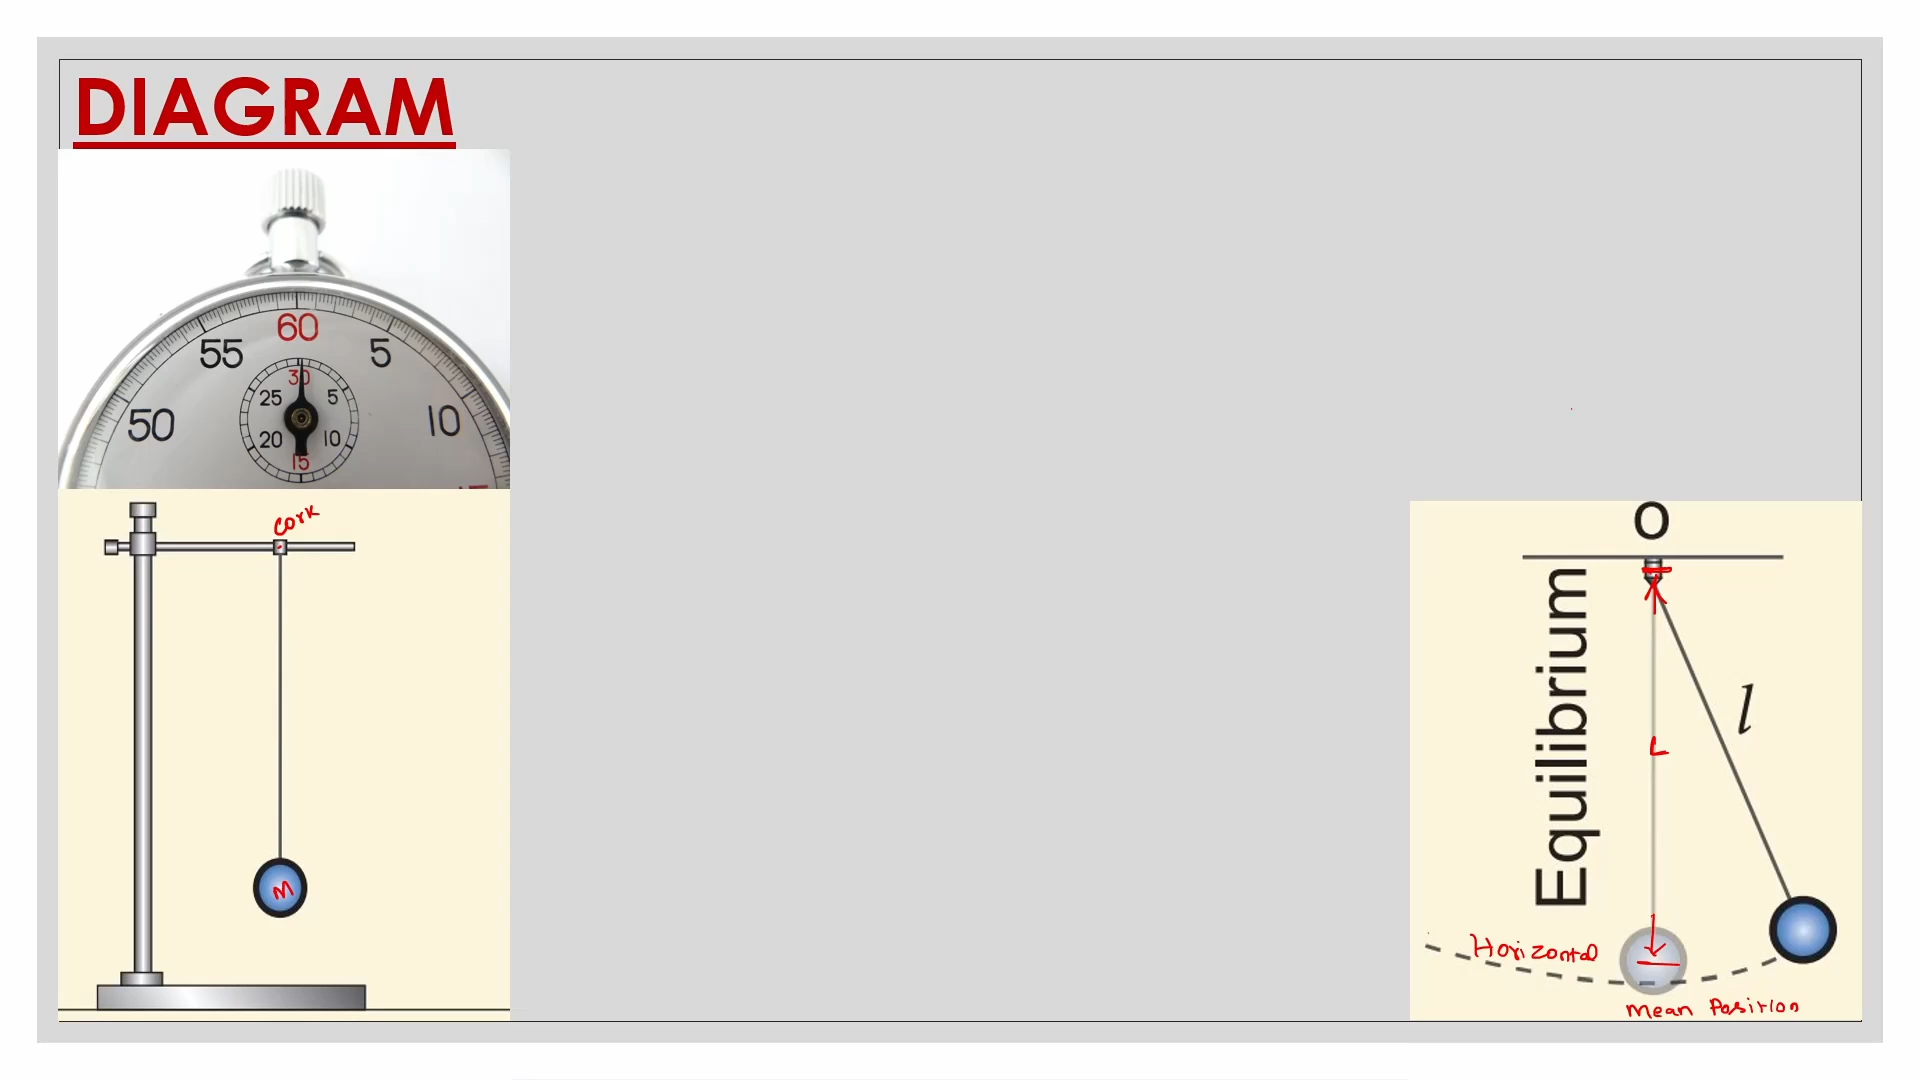 DIAGRAM
60
55
5
50
10
30
25
5
20
10
15
Cork
M
O
Equilibrium
l
L
Horizontal
Mean Position